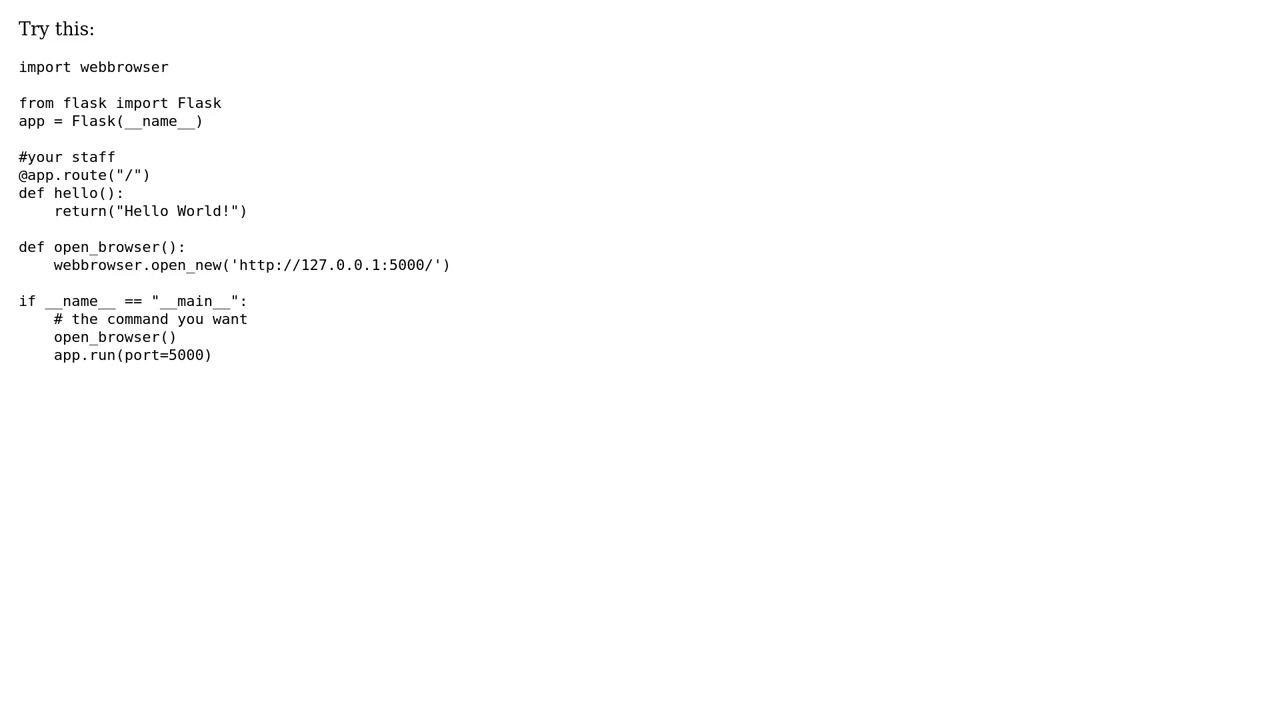 Try this:
import webbrowser
from flask import Flask
app = Flask(__name__)
#your staff
@app.route("/")
def hello():
    return("Hello World!")
def open_browser():
    webbrowser.open_new('http://127.0.0.1:5000/')
if __name__ == "__main__":
    # the command you want
    open_browser()
    app.run(port=5000)